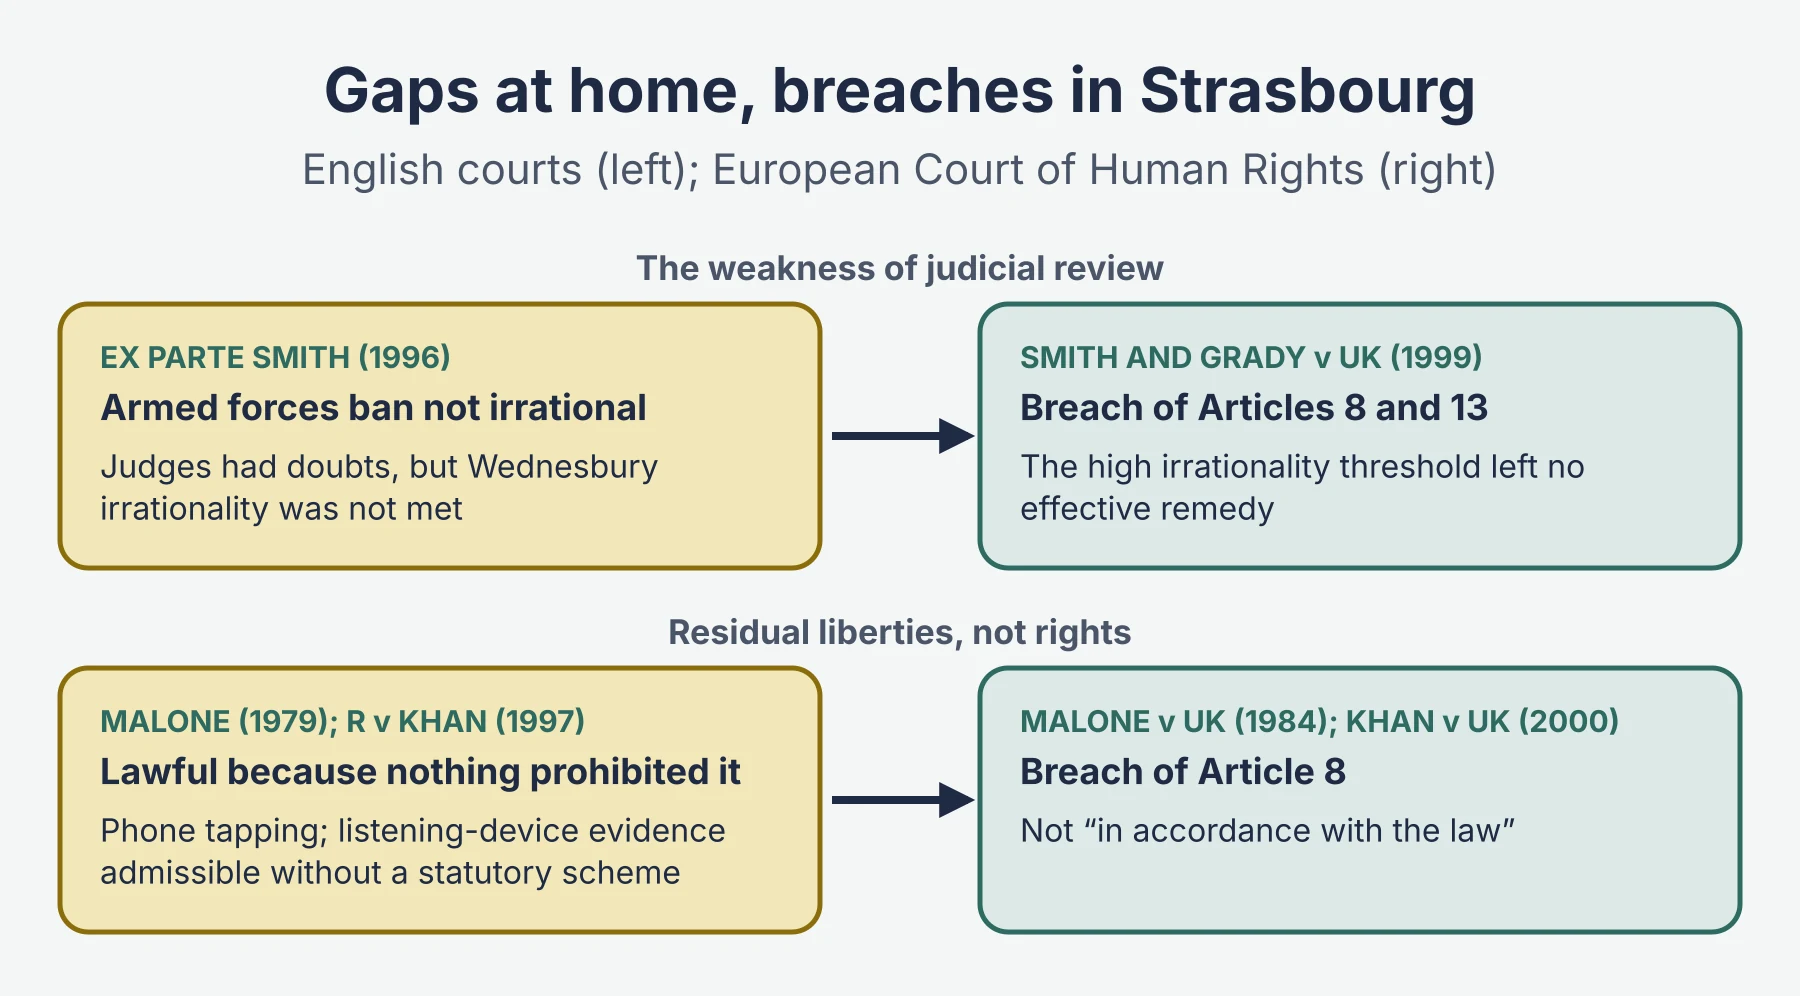 Gaps at home, breaches in Strasbourg
English courts (left); European Court of Human Rights (right)
The weakness of judicial review
EX PARTE SMITH (1996)
Armed forces ban not irrational
Judges had doubts, but Wednesbury
irrationality was not met
SMITH AND GRADY v UK (1999)
Breach of Articles 8 and 13
The high irrationality threshold left no
effective remedy
Residual liberties, not rights
MALONE (1979); R v KHAN (1997)
Lawful because nothing prohibited it
Phone tapping; listening-device evidence
admissible without a statutory scheme
MALONE v UK (1984); KHAN v UK (2000)
Breach of Article 8
Not “in accordance with the law”